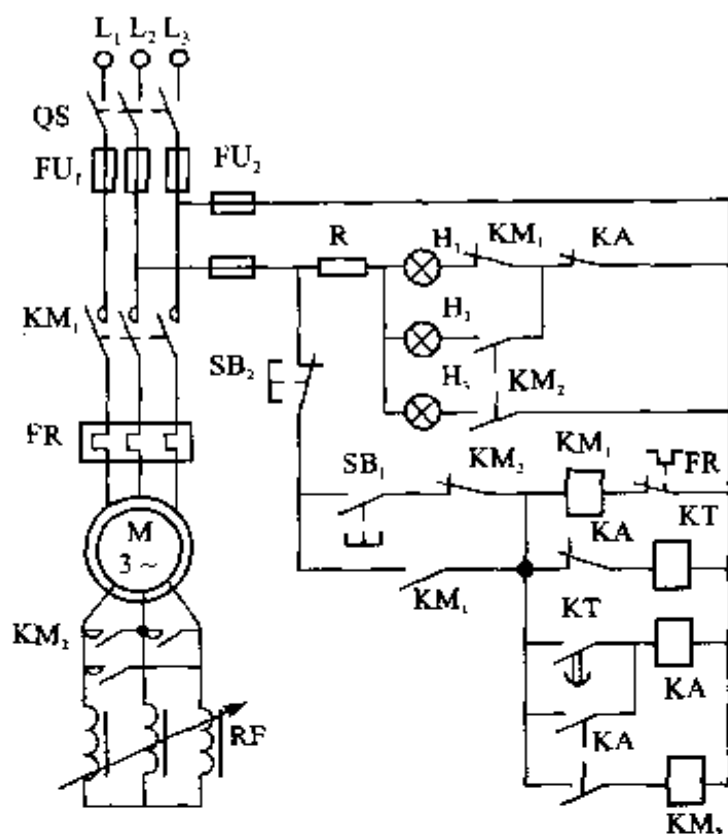 L₁ L₂ L₃
QS
FU₁ FU₂
R H₁ KM₁ KA
KM₁ H₂
SB₂ H₃ KM₂
FR SB₁ KM₂ KM₁ FR
M KA KT
3 ~
KM₁ KT
KM₂ KA
RF KA
KM₂